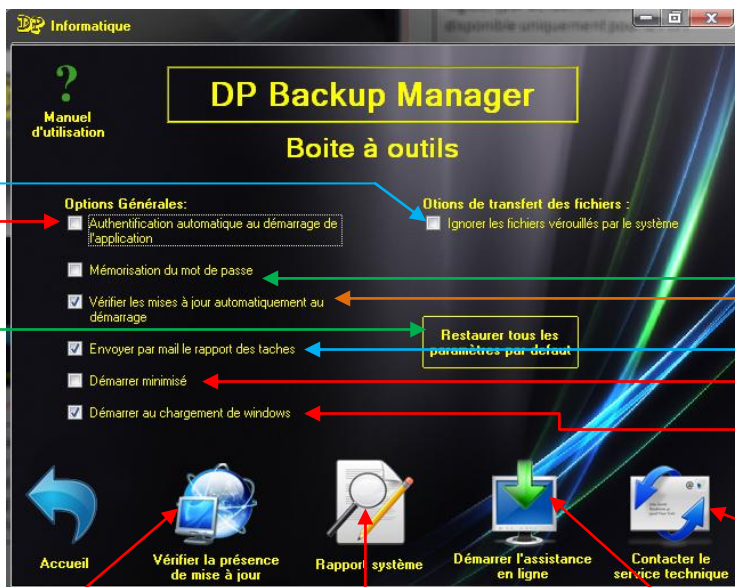 DP Informatique
disponible uniquement pour
?
Manuel
d'utilisation
DP Backup Manager
Boite à outils
Options Générales:
Authentification automatique au démarrage de
l'application
Mémorisation du mot de passe
Vérifier les mises à jour automatiquement au
démarrage
Envoyer par mail le rapport des taches
Démarrer minimisé
Démarrer au chargement de windows
Otions de transfert des fichiers :
Ignorer les fichiers vérouillés par le système
Restaurer tous les
paramètres par defaut
Accueil
Vérifier la présence
de mise à jour
Rapport système
Démarrer l'assistance
en ligne
Contacter le
service technique